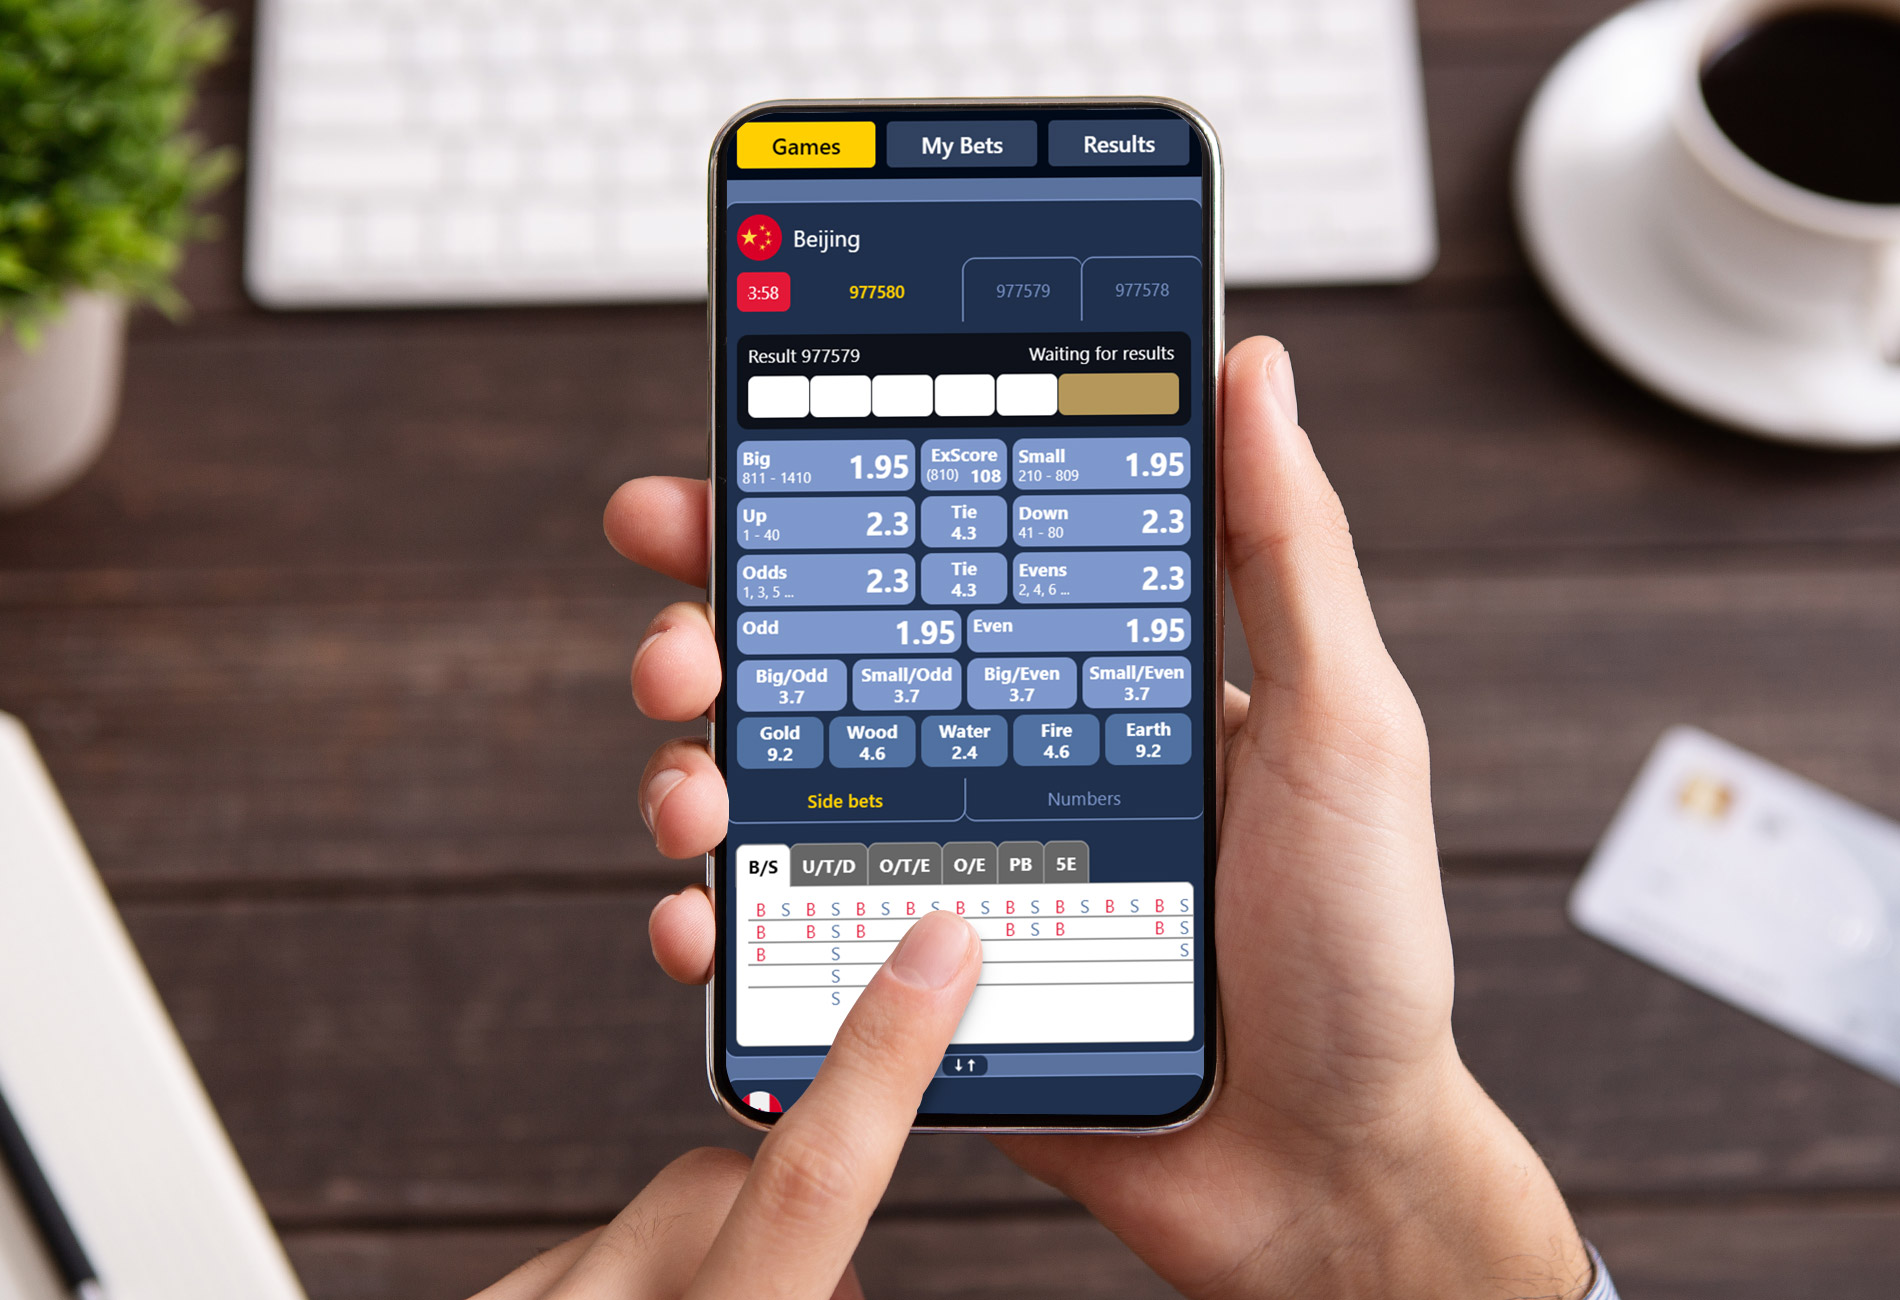 Games My Bets Results
Beijing
3:58 977580 977579 977578
Result 977579 Waiting for results
Big 811 - 1410 1.95 ExScore (810) 108 Small 210 - 809 1.95
Up 1 - 40 2.3 Tie 4.3 Down 41 - 80 2.3
Odds 1, 3, 5 ... 2.3 Tie 4.3 Evens 2, 4, 6 ... 2.3
Odd 1.95 Even 1.95
Big/Odd Small/Odd Big/Even Small/Even
3.7 3.7 3.7 3.7
Gold Wood Water Fire Earth
9.2 4.6 2.4 4.6 9.2
Side bets Numbers
B/S U/T/D O/T/E O/E PB 5E
B S B S B S B S B S B S B S B S B S
B B S B B S B B S
B S S
S
S